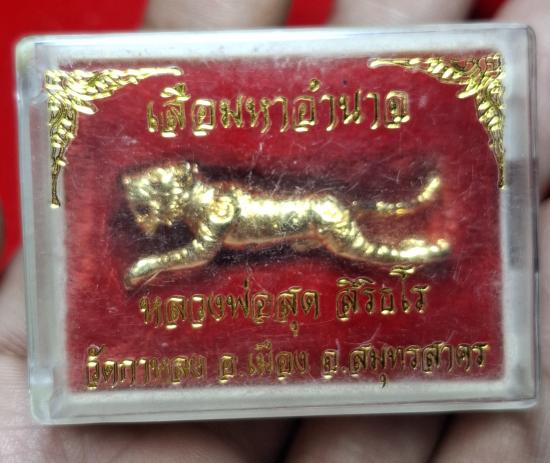 เสือมหาอำนาจ
หลวงพ่อสุด สิริธโร
วัดกาหลง อ.เมือง จ.สมุทรสาคร